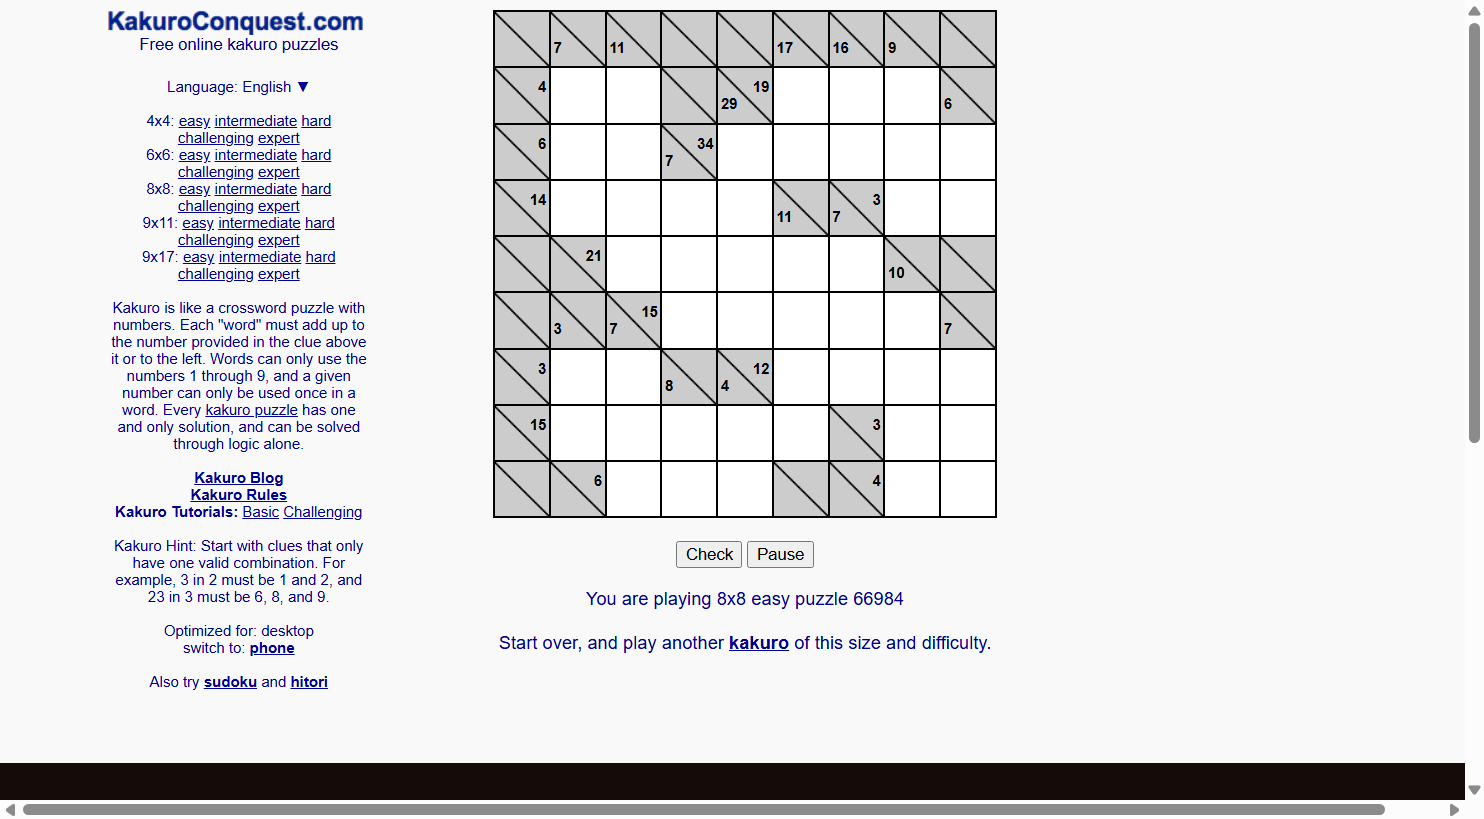 KakuroConquest.com
Free online kakuro puzzles
Language: English ▼
4x4: easy intermediate hard
challenging expert
6x6: easy intermediate hard
challenging expert
8x8: easy intermediate hard
challenging expert
9x11: easy intermediate hard
challenging expert
9x17: easy intermediate hard
challenging expert
Kakuro is like a crossword puzzle with
numbers. Each "word" must add up to
the number provided in the clue above
it or to the left. Words can only use the
numbers 1 through 9, and a given
number can only be used once in a
word. Every kakuro puzzle has one
and only solution, and can be solved
through logic alone.
Kakuro Blog
Kakuro Rules
Kakuro Tutorials: Basic Challenging
Kakuro Hint: Start with clues that only
have one valid combination. For
example, 3 in 2 must be 1 and 2, and
23 in 3 must be 6, 8, and 9.
Optimized for: desktop
switch to: phone
Also try sudoku and hitori
7 11 17 16 9
4 29 19 6
6 7 34
14 11 7 3
21 10
3 7 15 7
3 8 4 12
15 3
6 4
Check Pause
You are playing 8x8 easy puzzle 66984
Start over, and play another kakuro of this size and difficulty.